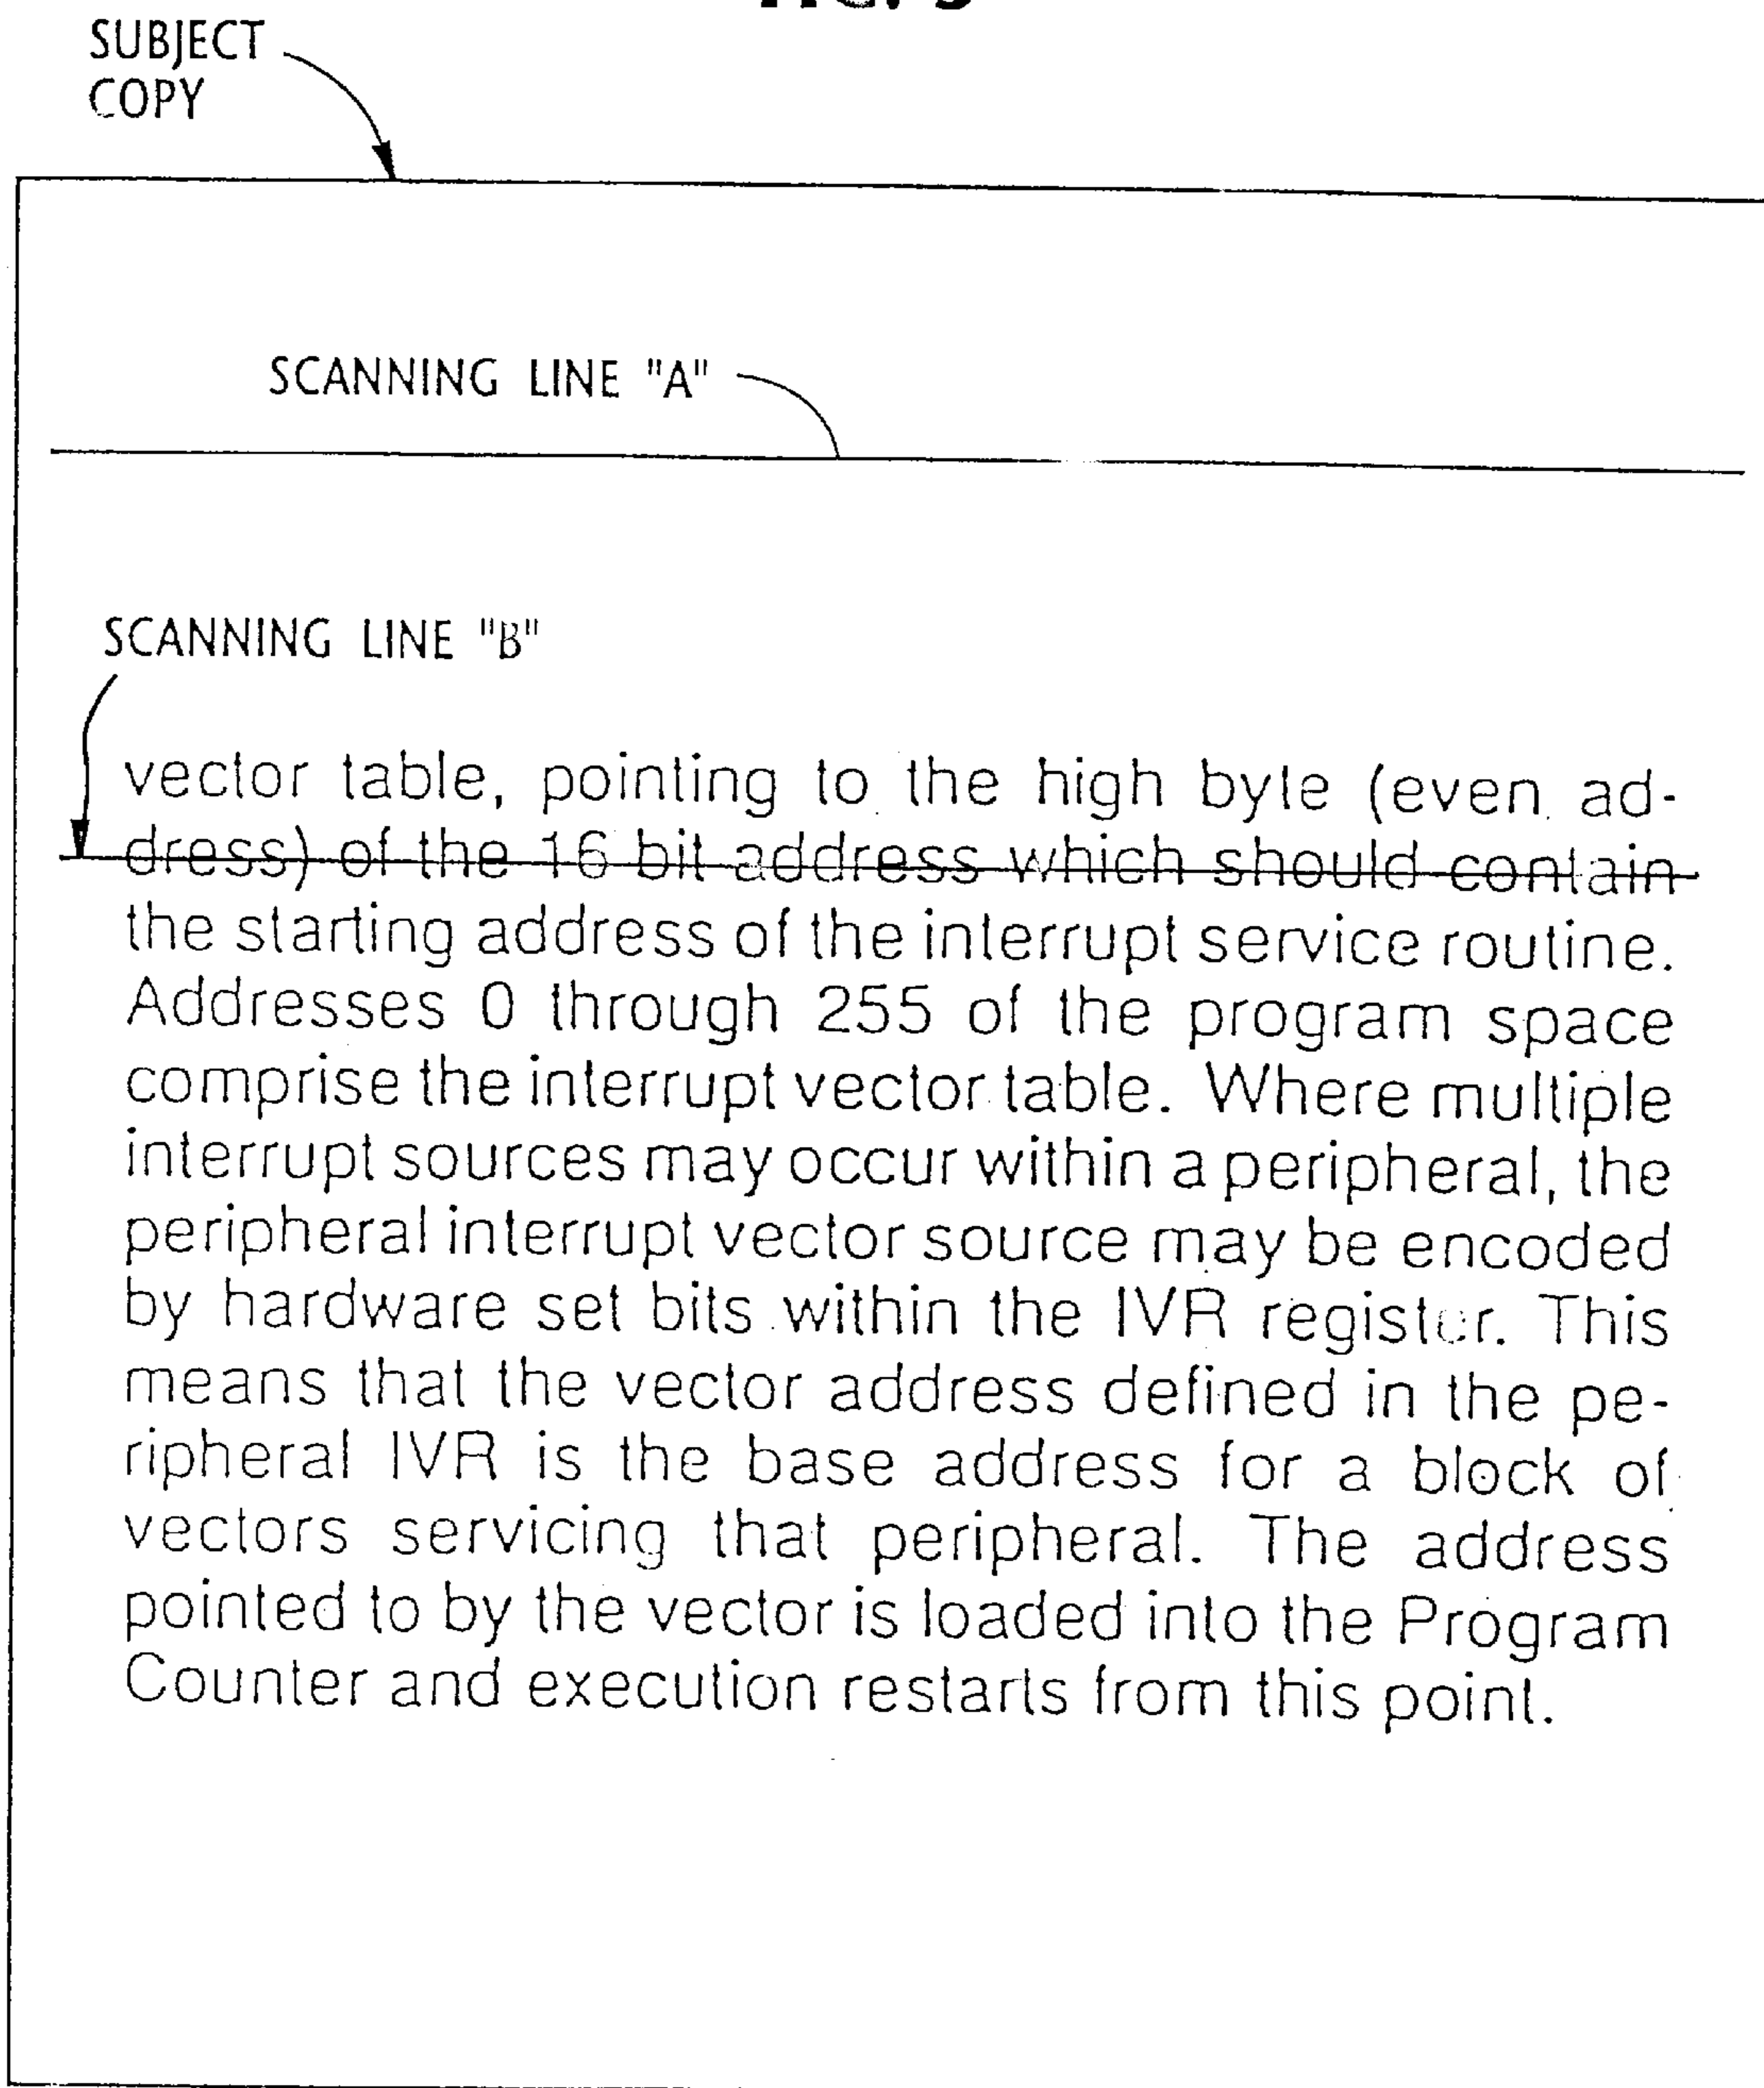 SUBJECT
COPY
SCANNING LINE "A"
SCANNING LINE "B"
vector table, pointing to the high byte (even ad-
dress) of the 16 bit address which should contain
the starting address of the interrupt service routine.
Addresses 0 through 255 of the program space
comprise the interrupt vector table. Where multiple
interrupt sources may occur within a peripheral, the
peripheral interrupt vector source may be encoded
by hardware set bits within the IVR register. This
means that the vector address defined in the pe-
ripheral IVR is the base address for a block of
vectors servicing that peripheral. The address
pointed to by the vector is loaded into the Program
Counter and execution restarts from this point.